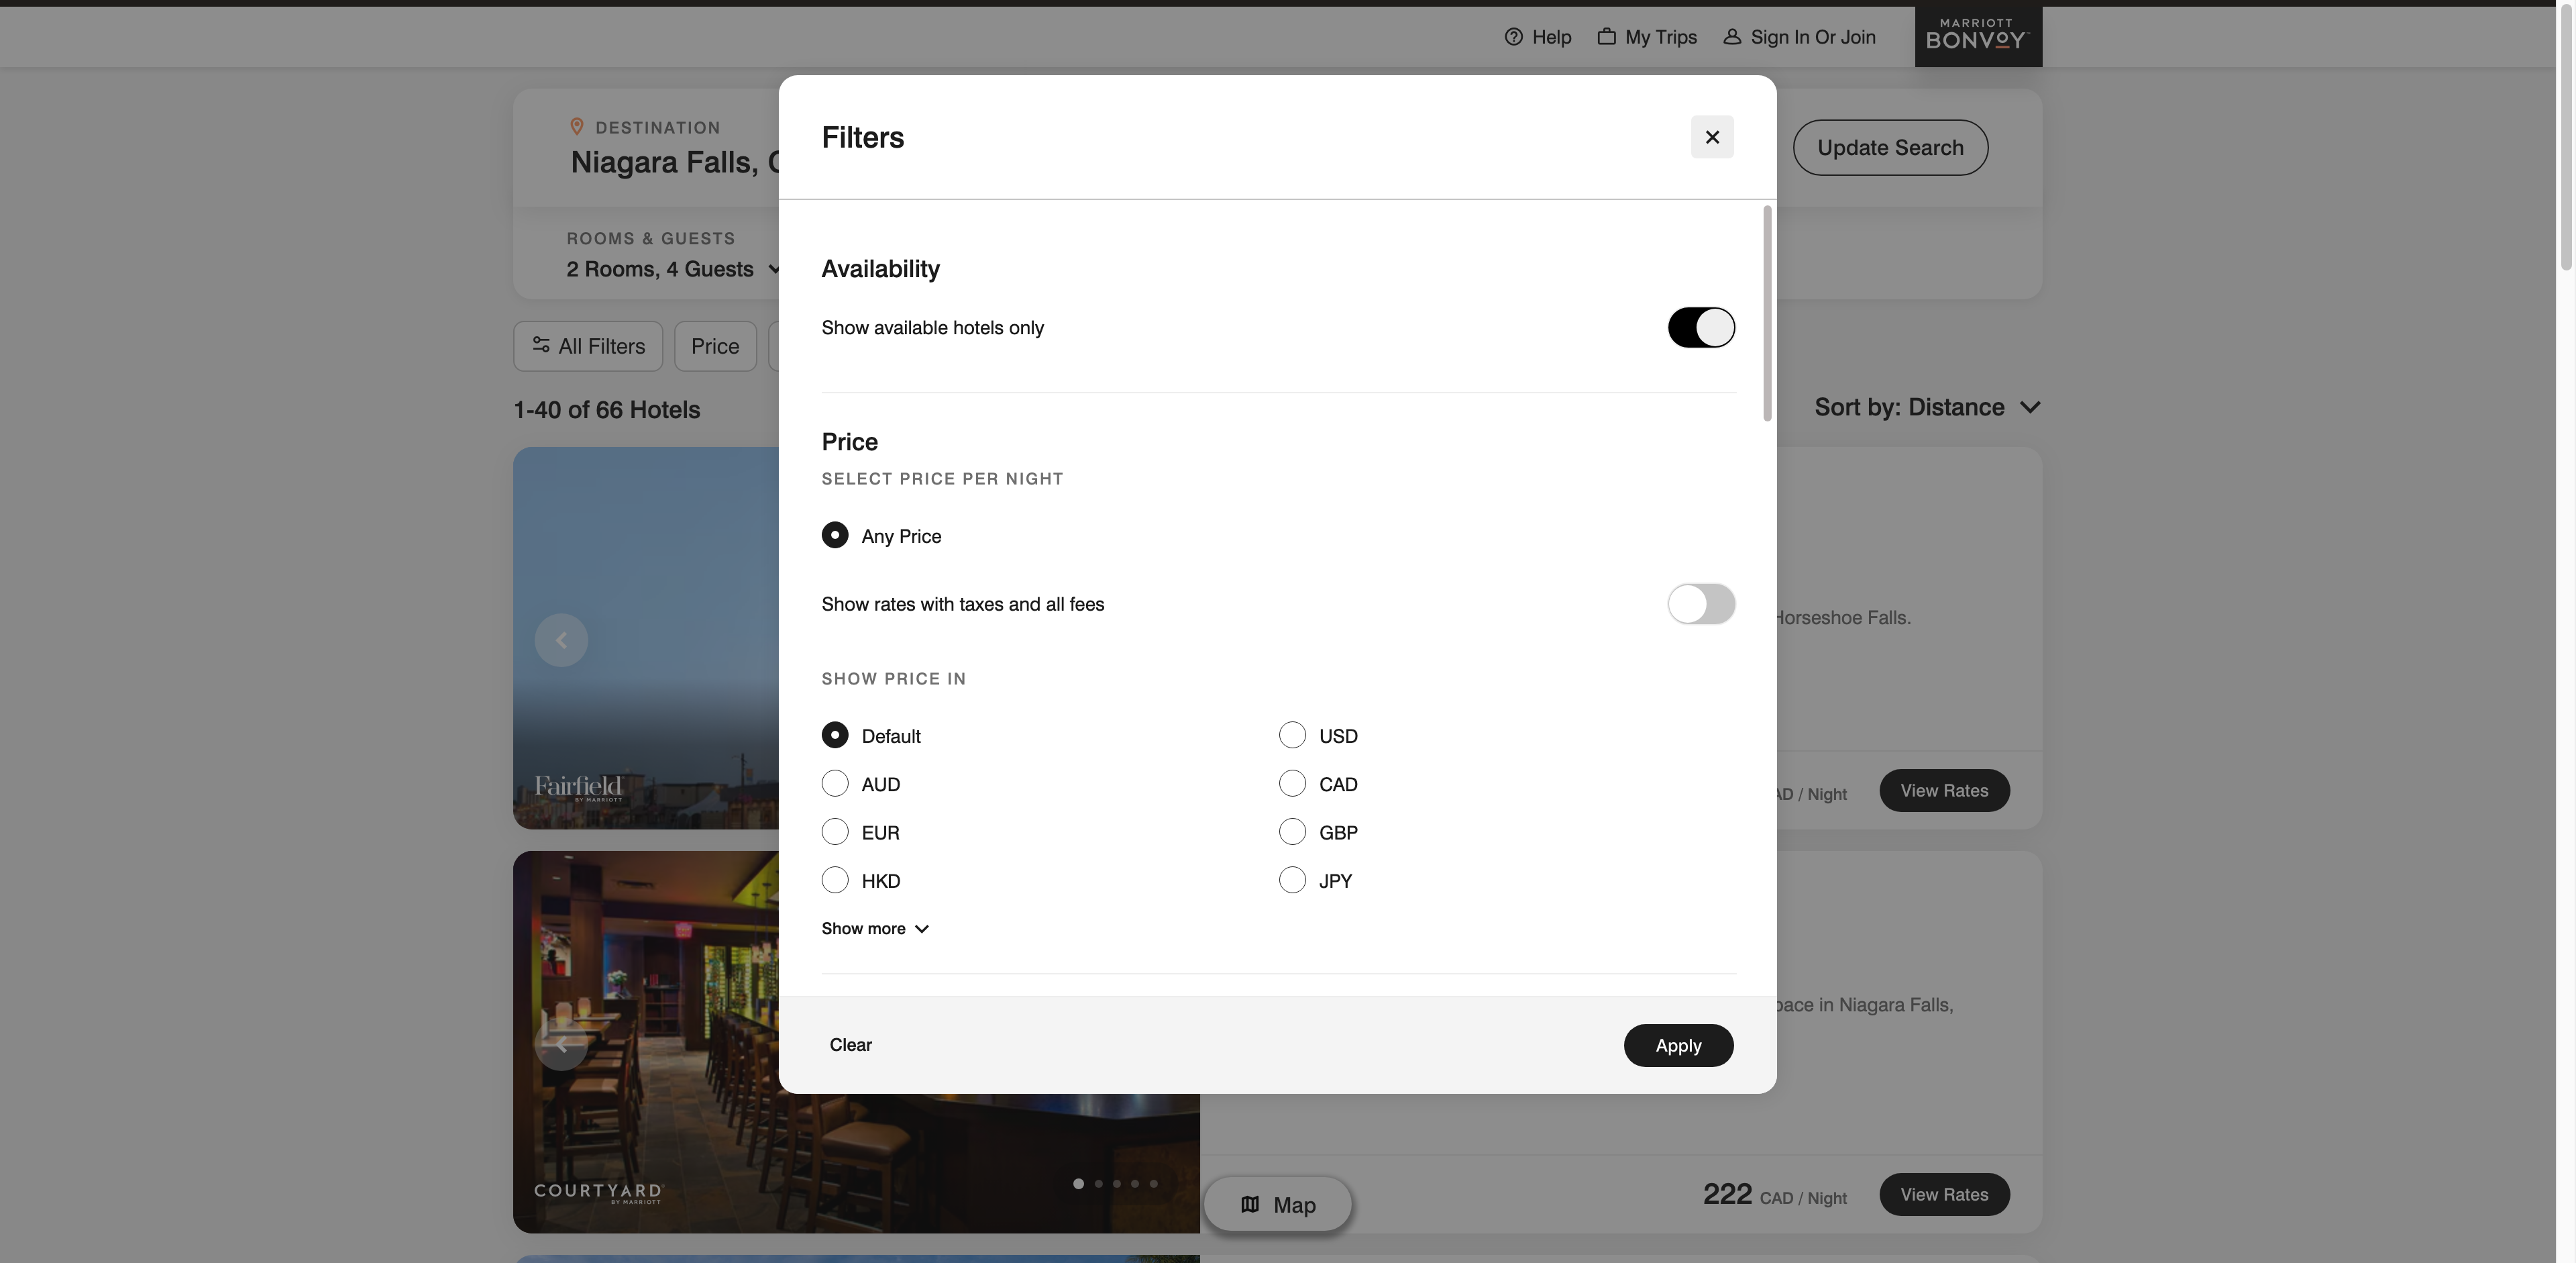 Help
My Trips
Sign In Or Join
MARRIOTT
BONVOY
DESTINATION
Niagara Falls,
Update Search
ROOMS & GUESTS
2 Rooms, 4 Guests
All Filters
Price
1-40 of 66 Hotels
Sort by: Distance
Filters
Availability
Show available hotels only
Price
SELECT PRICE PER NIGHT
Any Price
Show rates with taxes and all fees
SHOW PRICE IN
Default
USD
AUD
CAD
EUR
GBP
HKD
JPY
Show more
Clear
Apply
Horseshoe Falls.
Fairfield
BY MARRIOTT
/ Night
View Rates
in Niagara Falls,
COURTYARD
BY MARRIOTT
Map
222 CAD / Night
View Rates